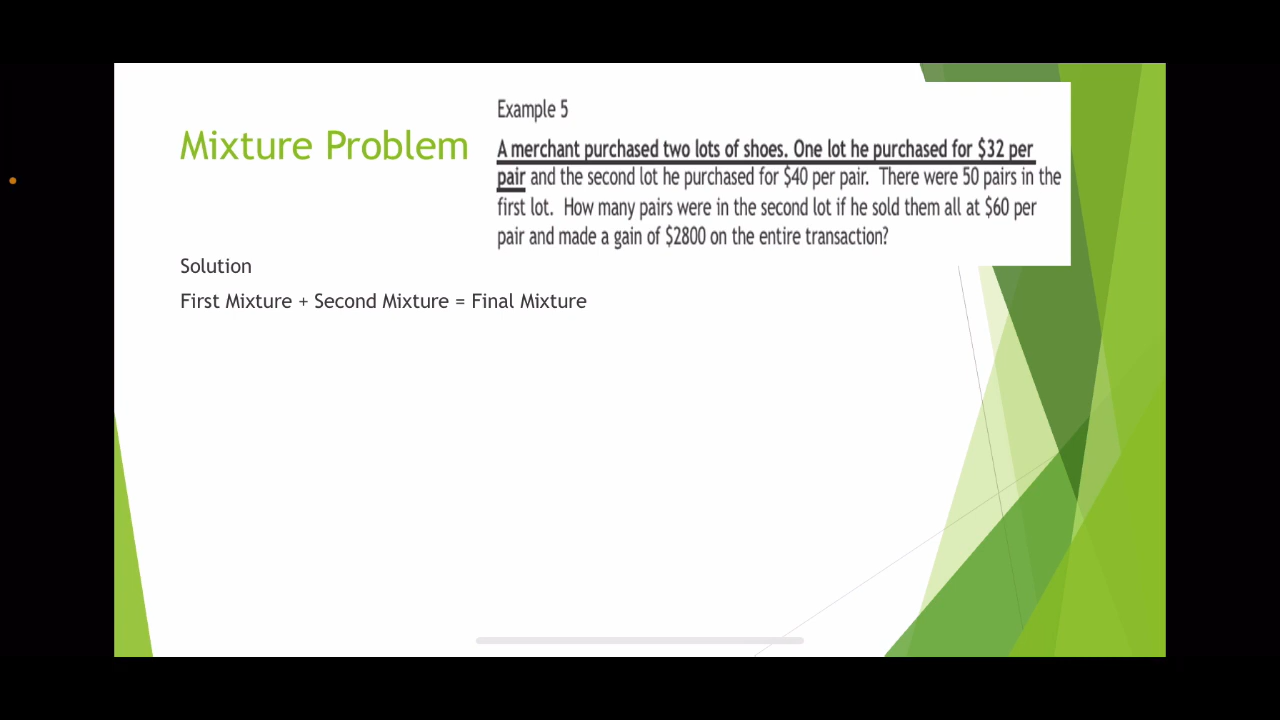 Mixture Problem
Example 5
A merchant purchased two lots of shoes. One lot he purchased for $32 per
pair and the second lot he purchased for $40 per pair. There were 50 pairs in the
first lot. How many pairs were in the second lot if he sold them all at $60 per
pair and made a gain of $2800 on the entire transaction?
Solution
First Mixture + Second Mixture = Final Mixture